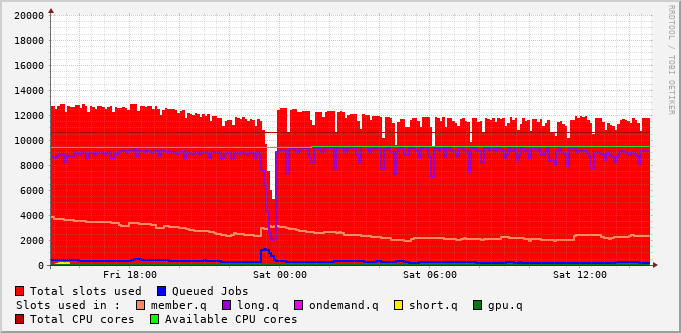 RRDTOOL / TOBI OETIKER
20000
18000
16000
14000
12000
10000
8000
6000
4000
2000
0
Fri 18:00 Sat 00:00 Sat 06:00 Sat 12:00
Total slots used Queued Jobs
Slots used in : member.q long.q ondemand.q short.q gpu.q
Total CPU cores Available CPU cores